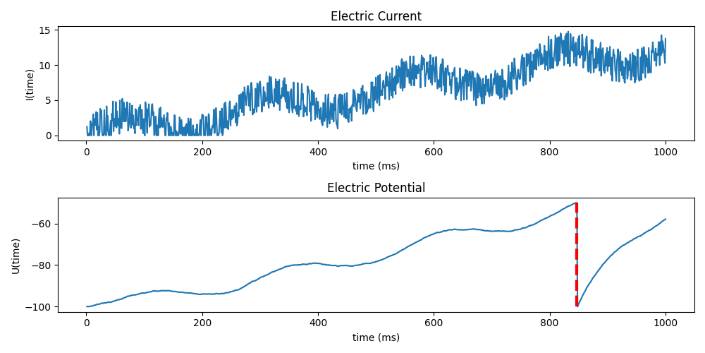 Electric Current
15
10
5
0
I(time)
0 200 400 600 800 1000
time (ms)
Electric Potential
−60
−80
−100
U(time)
0 200 400 600 800 1000
time (ms)